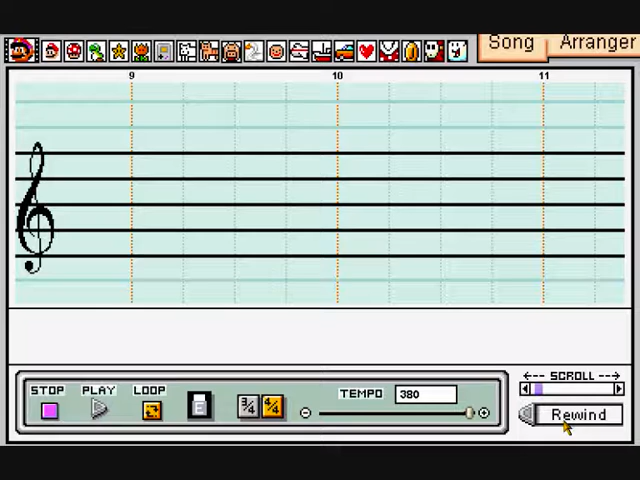 Song Arranger
9 10 11
STOP PLAY LOOP
E 3/4 4/4
TEMPO 380
<--- SCROLL --->
Rewind